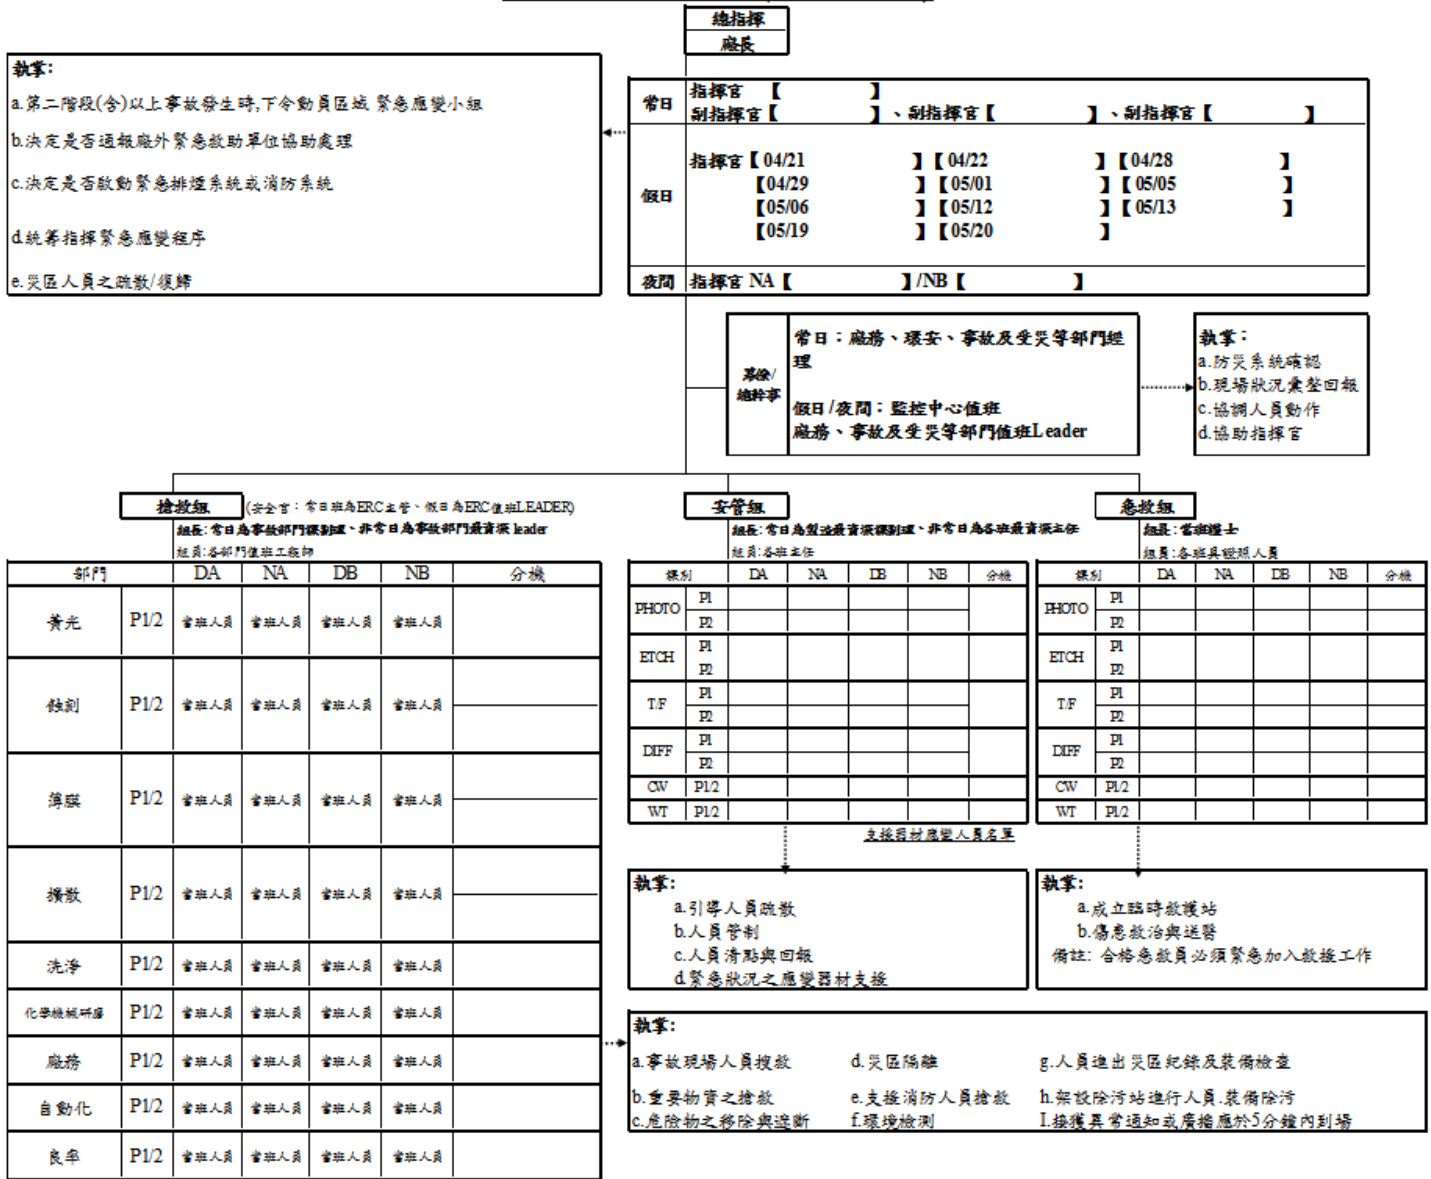 總指揮
廠長
執掌:
a.第二階段(含)以上事故發生時,下令動員區域 緊急應變小組
b.決定是否通報廠外緊急救助單位協助處理
c.決定是否啟動緊急排煙系統或消防系統
d.統籌指揮緊急應變程序
e.災區人員之疏散/復歸
常日 指揮官 【 】
副指揮官【 】、副指揮官【 】、副指揮官【 】
假日 指揮官【 04/21 】【 04/22 】【 04/28 】
【04/29 】【 05/01 】【 05/05 】
【05/06 】【 05/12 】【 05/13 】
【05/19 】【 05/20 】
夜間 指揮官 NA【 】/NB【 】
幕僚/
總幹事
常日：廠務、環安、事故及受災等部門經
理
假日/夜間：監控中心值班
廠務、事故及受災等部門值班Leader
執掌：
a.防災系統確認
b.現場狀況彙整回報
c.協調人員動作
d.協助指揮官
搶救組 (安全官：常日班為ERC主管、假日為ERC值班LEADER)
組長:常日為事故部門課副理、非常日為事故部門最資深 leader
組員:各部門值班工程師
部門 DA NA DB NB 分機
黃光 P1/2 當班人員 當班人員 當班人員 當班人員
蝕刻 P1/2 當班人員 當班人員 當班人員 當班人員
薄膜 P1/2 當班人員 當班人員 當班人員 當班人員
擴散 P1/2 當班人員 當班人員 當班人員 當班人員
洗淨 P1/2 當班人員 當班人員 當班人員 當班人員
化學機械研磨 P1/2 當班人員 當班人員 當班人員 當班人員
廠務 P1/2 當班人員 當班人員 當班人員 當班人員
自動化 P1/2 當班人員 當班人員 當班人員 當班人員
良率 P1/2 當班人員 當班人員 當班人員 當班人員
安管組
組長:常日為製造最資深課副理、非常日為各班最資深主任
組員:各班主任
課別 DA NA DB NB 分機
PHOTO P1
P2
ETCH P1
P2
T/F P1
P2
DIFF P1
P2
CW P1/2
WT P1/2
支援器材應變人員名單
執掌:
a.引導人員疏散
b.人員管制
c.人員清點與回報
d.緊急狀況之應變器材支援
急救組
組長:當班護士
組員:各班具證照人員
課別 DA NA DB NB 分機
PHOTO P1
P2
ETCH P1
P2
T/F P1
P2
DIFF P1
P2
CW P1/2
WT P1/2
執掌:
a.成立臨時救護站
b.傷患救治與送醫
備註: 合格急救員必須緊急加入救援工作
執掌:
a.事故現場人員搜救 d.災區隔離 g.人員進出災區紀錄及裝備檢查
b.重要物資之搶救 e.支援消防人員搶救 h.架設除污站進行人員.裝備除污
c.危險物之移除與遮斷 f.環境檢測 I.接獲異常通知或廣播應於5分鐘內到場